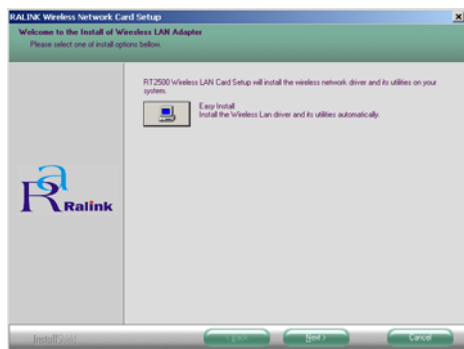 RALINK Wireless Network Card Setup
Welcome to the Install of Weesless LAN Adapter
Please select one of install options bellow.
RT2500 Wireless LAN Card Setup will install the wireless network driver and its utilities on your
system.
Easy Install
Install the Wireless Lan driver and its utilities automatically.
Ra
Ralink
InstallShield
< Back
Next >
Cancel